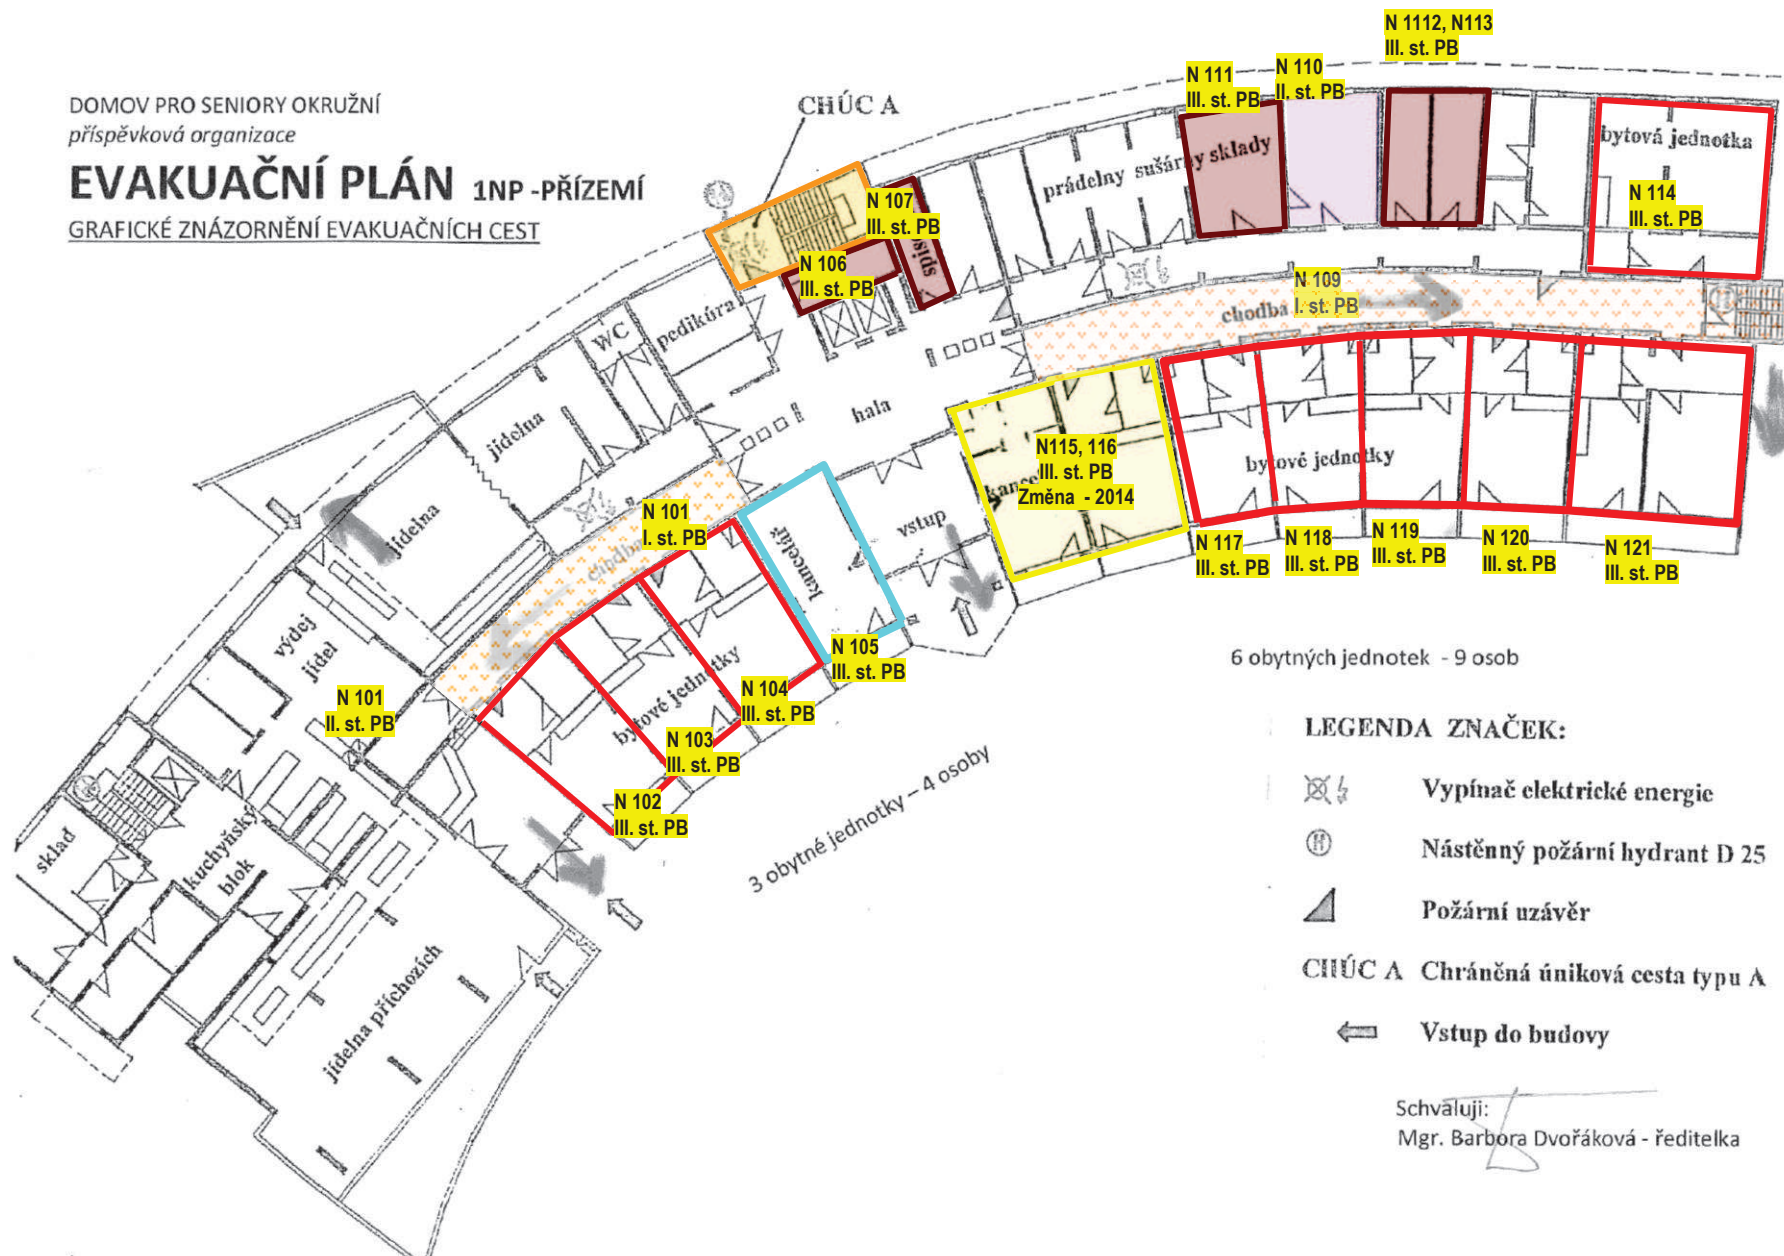 DOMOV PRO SENIORY OKRUŽNÍ
příspěvková organizace
EVAKUAČNÍ PLÁN 1NP -PŘÍZEMÍ
GRAFICKÉ ZNÁZORNĚNÍ EVAKUAČNÍCH CEST
CHÚC A
N 111
III. st. PB
N 110
II. st. PB
N 1112, N113
III. st. PB
bytová jednotka
N 114
III. st. PB
prádelny sušárny sklady
N 107
III. st. PB
N 106
III. st. PB
N 109
I. st. PB
chodba
WC
pedikúra
jídelna
hala
jídelna
N 101
I. st. PB
chodba
kancelář
vstup
N115, 116
III. st. PB
Změna - 2014
bytové jednotky
N 117
III. st. PB
N 118
III. st. PB
N 119
III. st. PB
N 120
III. st. PB
N 121
III. st. PB
výdej
jídel
N 101
II. st. PB
bytové jednotky
N 105
III. st. PB
N 104
III. st. PB
N 103
III. st. PB
N 102
III. st. PB
3 obytné jednotky – 4 osoby
6 obytných jednotek - 9 osob
sklad
kuchyňský
blok
jídelna příchozích
LEGENDA ZNAČEK:
Vypínač elektrické energie
H Nástěnný požární hydrant D 25
Požární uzávěr
CHÚC A Chráněná úniková cesta typu A
Vstup do budovy
Schvaluji:
Mgr. Barbora Dvořáková - ředitelka